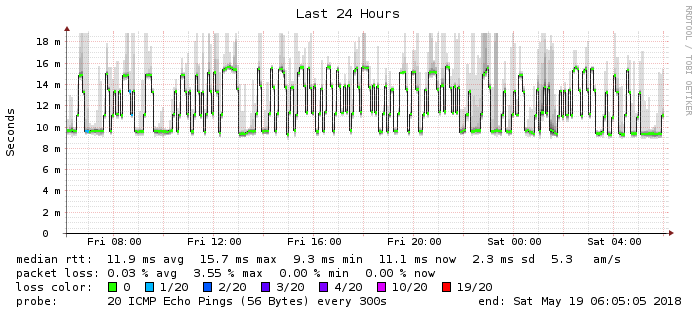 Last 24 Hours
RRDTOOL / TOBI OETIKER
Seconds
18 m
16 m
14 m
12 m
10 m
8 m
6 m
4 m
2 m
0
Fri 08:00 Fri 12:00 Fri 16:00 Fri 20:00 Sat 00:00 Sat 04:00
median rtt: 11.9 ms avg 15.7 ms max 9.3 ms min 11.1 ms now 2.3 ms sd 5.3 am/s
packet loss: 0.03 % avg 3.55 % max 0.00 % min 0.00 % now
loss color: 0 1/20 2/20 3/20 4/20 10/20 19/20
probe: 20 ICMP Echo Pings (56 Bytes) every 300s end: Sat May 19 06:05:05 2018